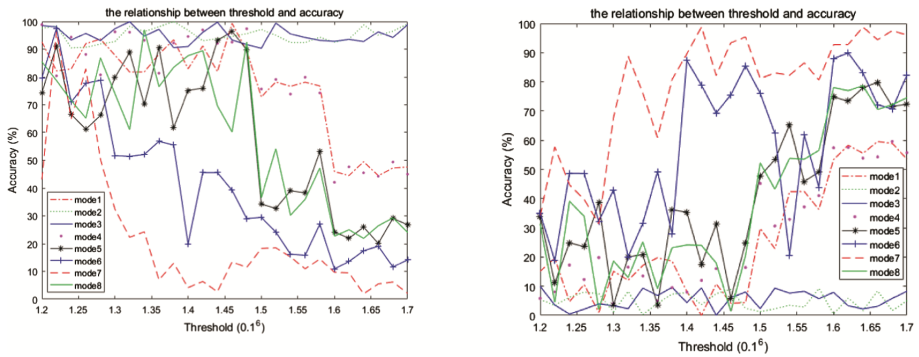 the relationship between threshold and accuracy
100
90
80
70
60
50
40
30
20
10
0
Accuracy (%)
mode1
mode2
mode3
mode4
mode5
mode6
mode7
mode8
1.2 1.25 1.3 1.35 1.4 1.45 1.5 1.55 1.6 1.65 1.7
Threshold (0.1⁶)
the relationship between threshold and accuracy
100
90
80
70
60
50
40
30
20
10
0
Accuracy (%)
mode1
mode2
mode3
mode4
mode5
mode6
mode7
mode8
1.2 1.25 1.3 1.35 1.4 1.45 1.5 1.55 1.6 1.65 1.7
Threshold (0.1⁶)